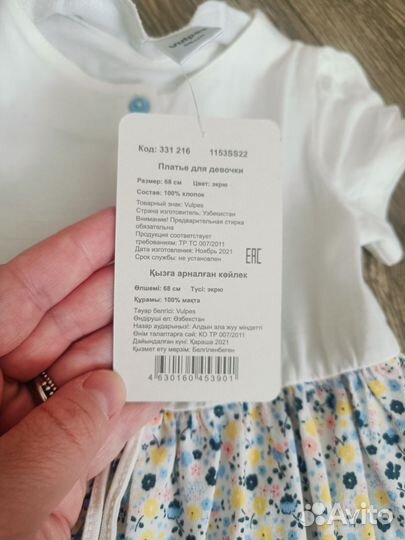 Vulpes
Код: 331 216 1153SS22
Платье для девочки
Размер: 68 см Цвет: экрю
Состав: 100% хлопок
Товарный знак: Vulpes
Страна изготовитель: Узбекистан
Внимание! Предварительная стирка
обязательна
Продукция соответствует
требованиям: ТР ТС 007/2011
Дата изготовления: Ноябрь 2021
Срок службы: не установлен
EAC
Қызға арналған көйлек
Өлшемі: 68 см Түсі: экрю
Құрамы: 100% мақта
Тауар белгісі: Vulpes
Өндіруші ел: Өзбекстан
Назар аударыңыз! Алдын ала жуу міндетті
Өнім талаптарға сай: КО ТР 007/2011
Дайындалған күні: Қараша 2021
Қызмет ету мерзім: Белгіленбеген
4 630160 453901
Avito